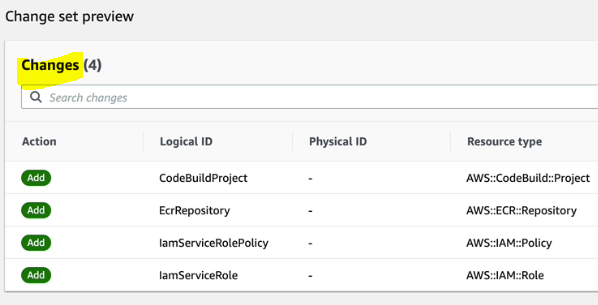 Change set preview
Changes (4)
Search changes
Action Logical ID Physical ID Resource type
Add CodeBuildProject - AWS::CodeBuild::Project
Add EcrRepository - AWS::ECR::Repository
Add IamServiceRolePolicy - AWS::IAM::Policy
Add IamServiceRole - AWS::IAM::Role